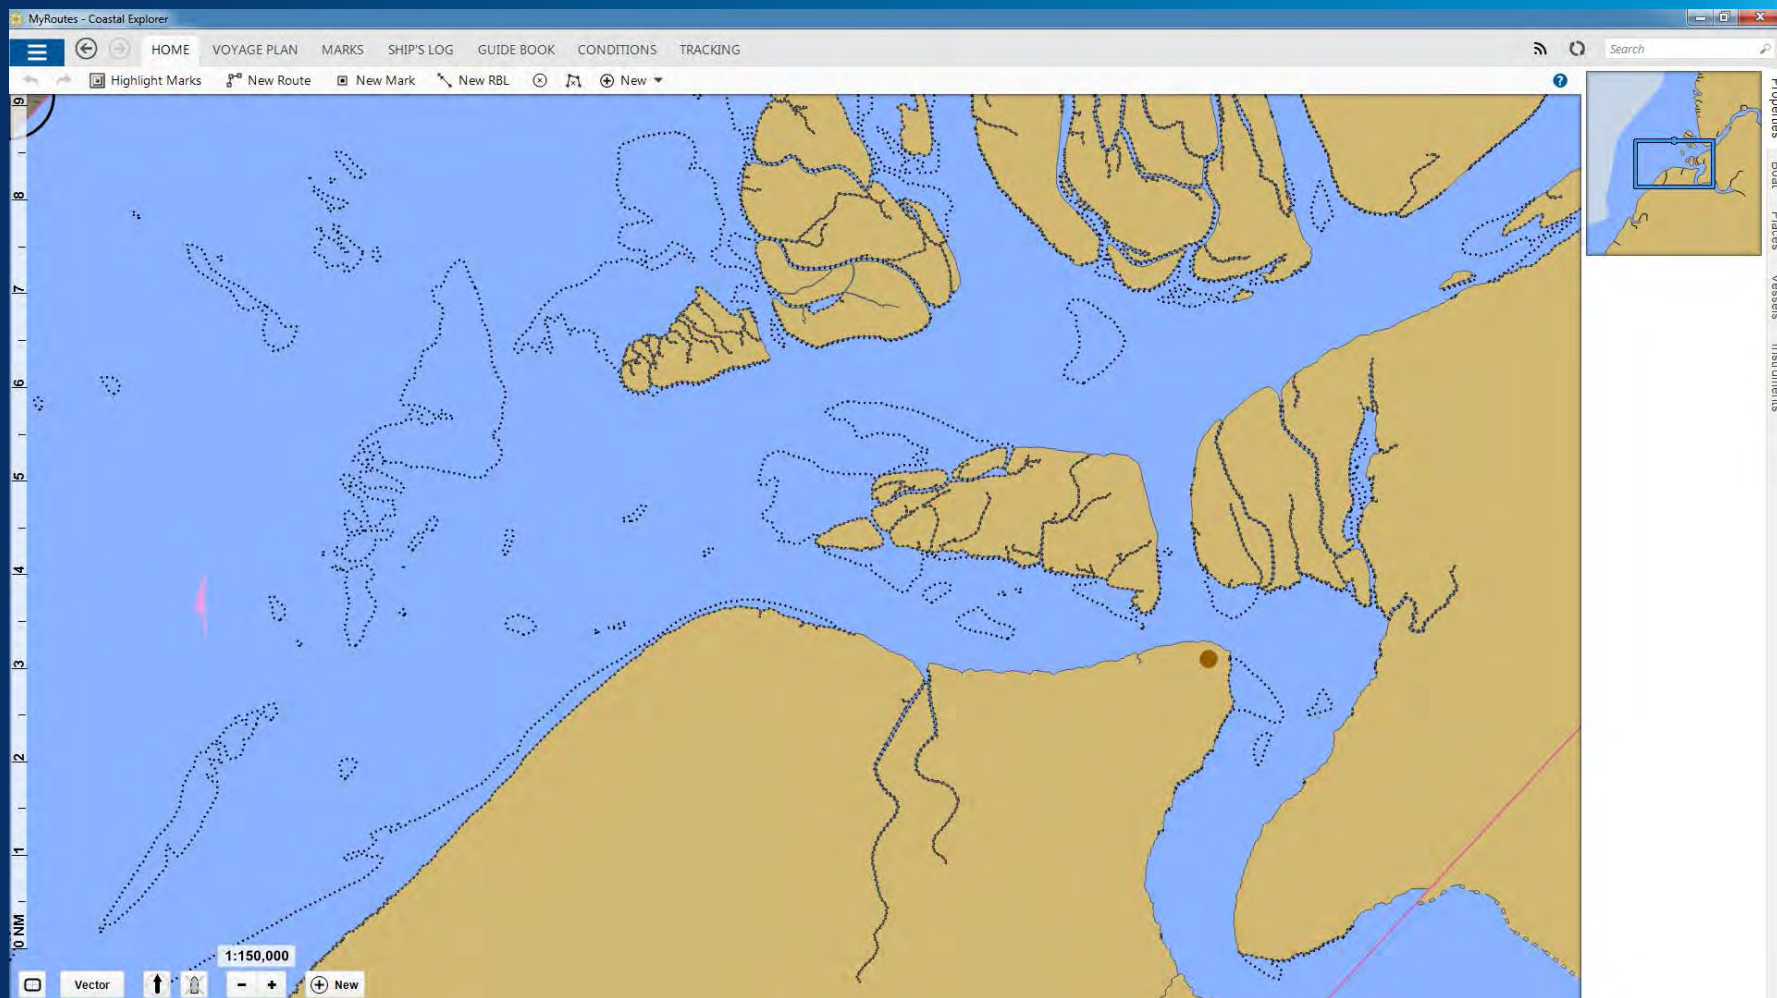 MyRoutes - Coastal Explorer
HOME VOYAGE PLAN MARKS SHIP'S LOG GUIDE BOOK CONDITIONS TRACKING
Search
Highlight Marks New Route New Mark New RBL New
?
9
8
7
6
5
4
3
2
1
0 NM
1:150,000
Vector
New
Properties
Boat
Places
Vessels
Instruments